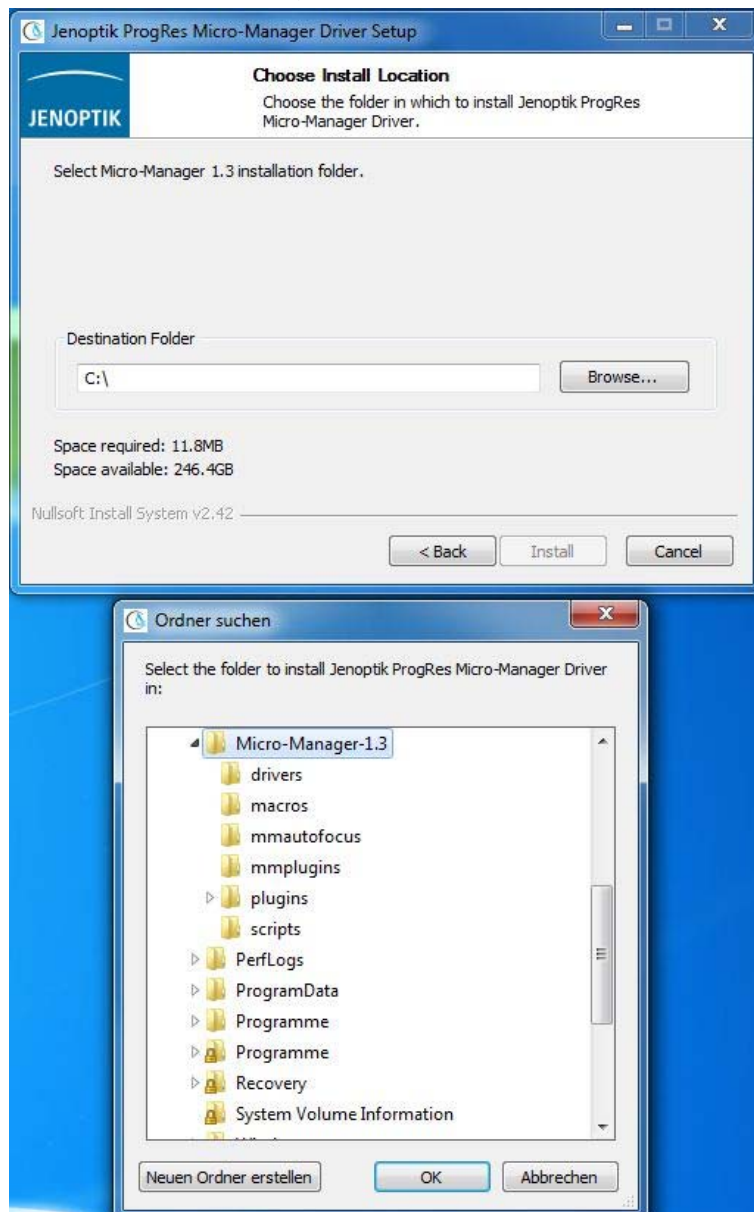 Jenoptik ProgRes Micro-Manager Driver Setup
JENOPTIK
Choose Install Location
Choose the folder in which to install Jenoptik ProgRes
Micro-Manager Driver.
Select Micro-Manager 1.3 installation folder.
Destination Folder
C:\
Browse...
Space required: 11.8MB
Space available: 246.4GB
Nullsoft Install System v2.42
< Back
Install
Cancel
Ordner suchen
Select the folder to install Jenoptik ProgRes Micro-Manager Driver
in:
Micro-Manager-1.3
drivers
macros
mmautofocus
mmplugins
plugins
scripts
PerfLogs
ProgramData
Programme
Programme
Recovery
System Volume Information
Neuen Ordner erstellen
OK
Abbrechen